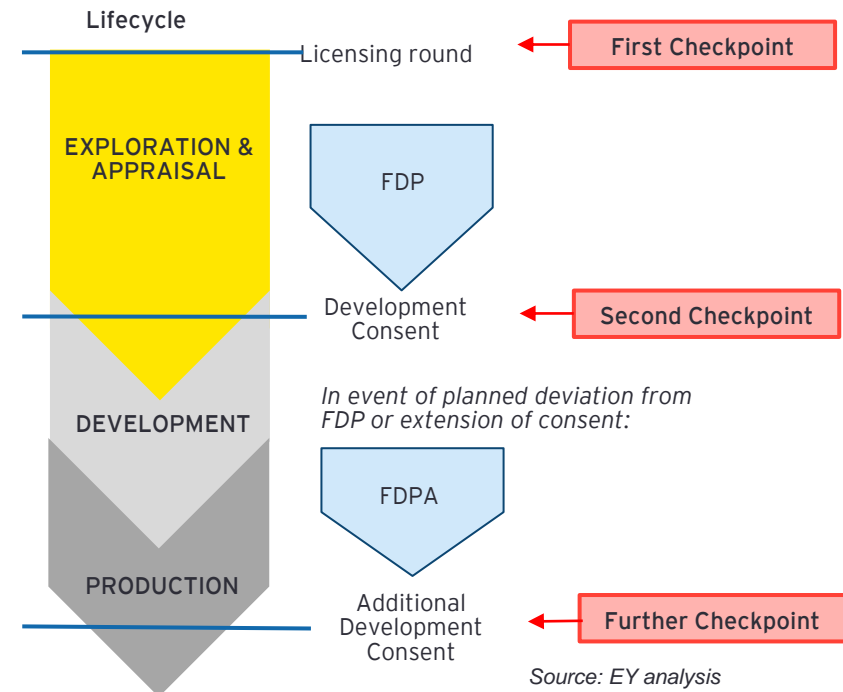 Lifecycle
Licensing round
First Checkpoint
EXPLORATION &
APPRAISAL
FDP
Development
Consent
Second Checkpoint
In event of planned deviation from
FDP or extension of consent:
DEVELOPMENT
FDPA
PRODUCTION
Additional
Development
Consent
Further Checkpoint
Source: EY analysis